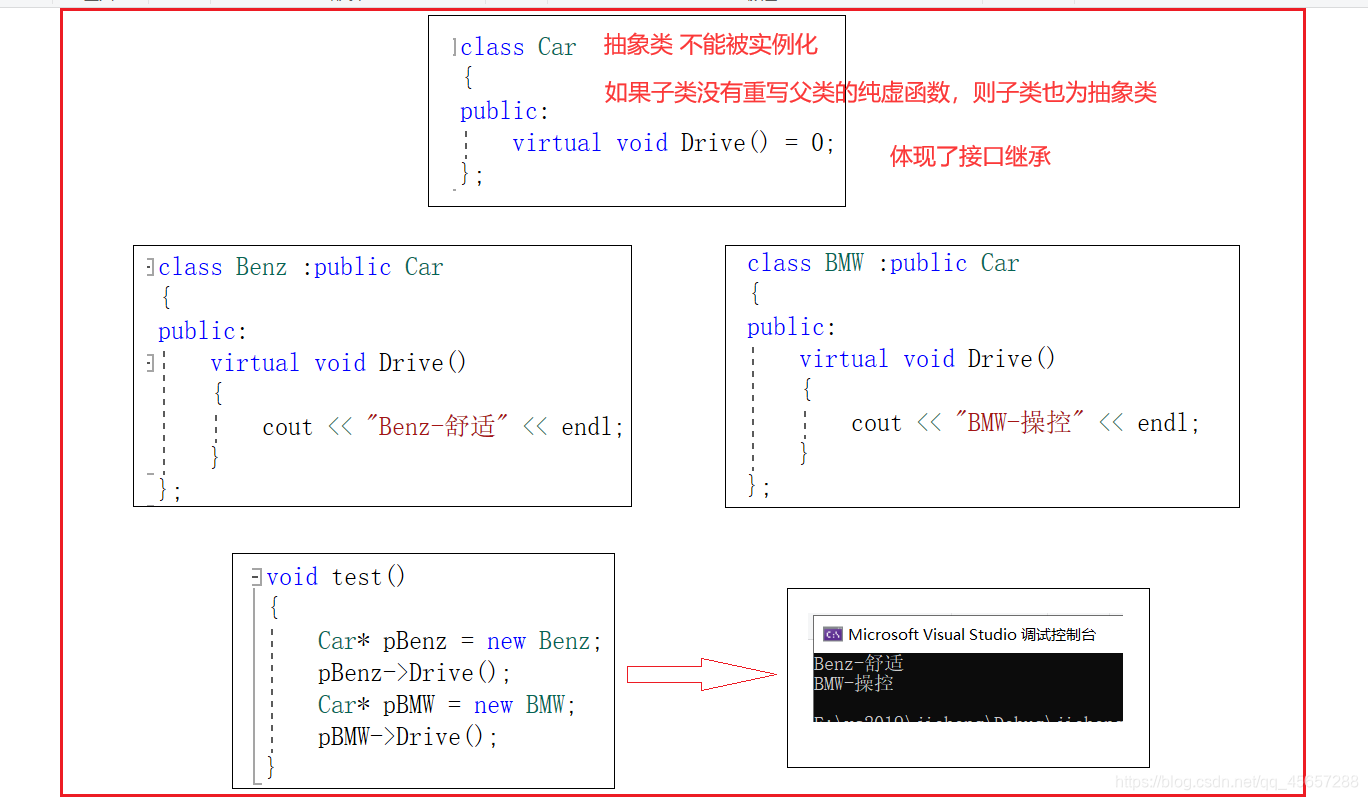 class Car 抽象类 不能被实例化
{
如果子类没有重写父类的纯虚函数，则子类也为抽象类
public:
virtual void Drive() = 0;
体现了接口继承
};
class Benz :public Car
{
public:
virtual void Drive()
{
cout << "Benz-舒适" << endl;
}
};
class BMW :public Car
{
public:
virtual void Drive()
{
cout << "BMW-操控" << endl;
}
};
void test()
{
Car* pBenz = new Benz;
pBenz->Drive();
Car* pBMW = new BMW;
pBMW->Drive();
}
Microsoft Visual Studio 调试控制台
Benz-舒适
BMW-操控
https://blog.csdn.net/qq_45657288